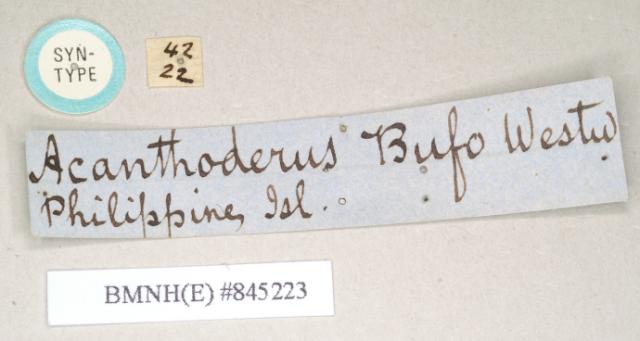 SYN-
TYPE
42
22
Acanthoderus Bufo Westw
Philippine, Isl.
BMNH(E) #845223